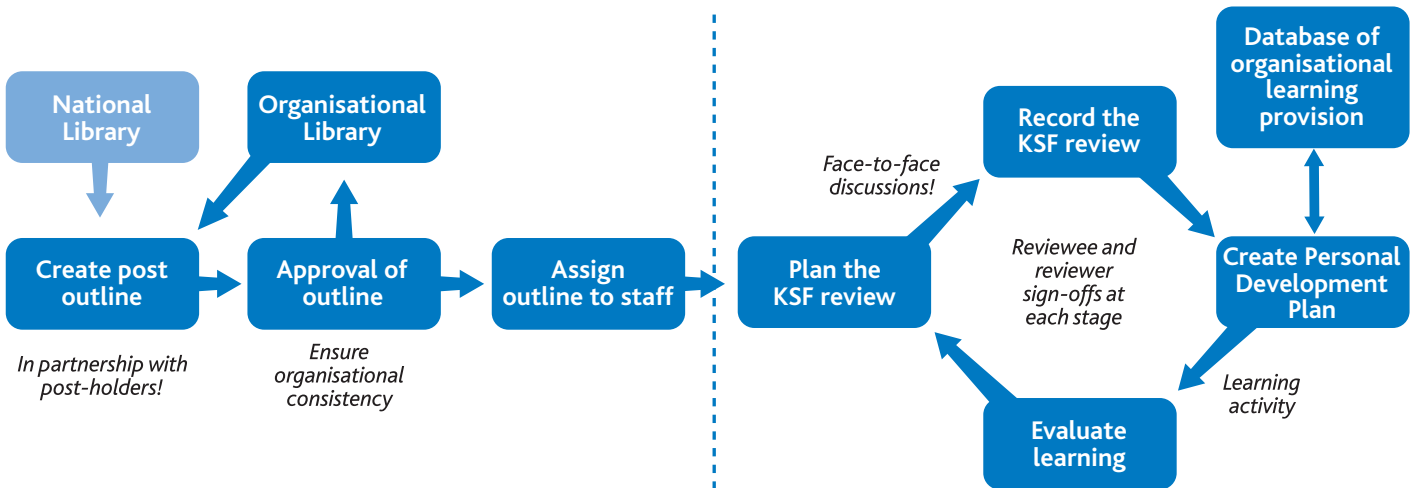 National
Library
Organisational
Library
Create post
outline
In partnership with
post-holders!
Approval of
outline
Ensure
organisational
consistency
Assign
outline to staff
Plan the
KSF review
Face-to-face
discussions!
Record the
KSF review
Reviewee and
reviewer
sign-offs at
each stage
Database of
organisational
learning
provision
Create Personal
Development
Plan
Learning
activity
Evaluate
learning